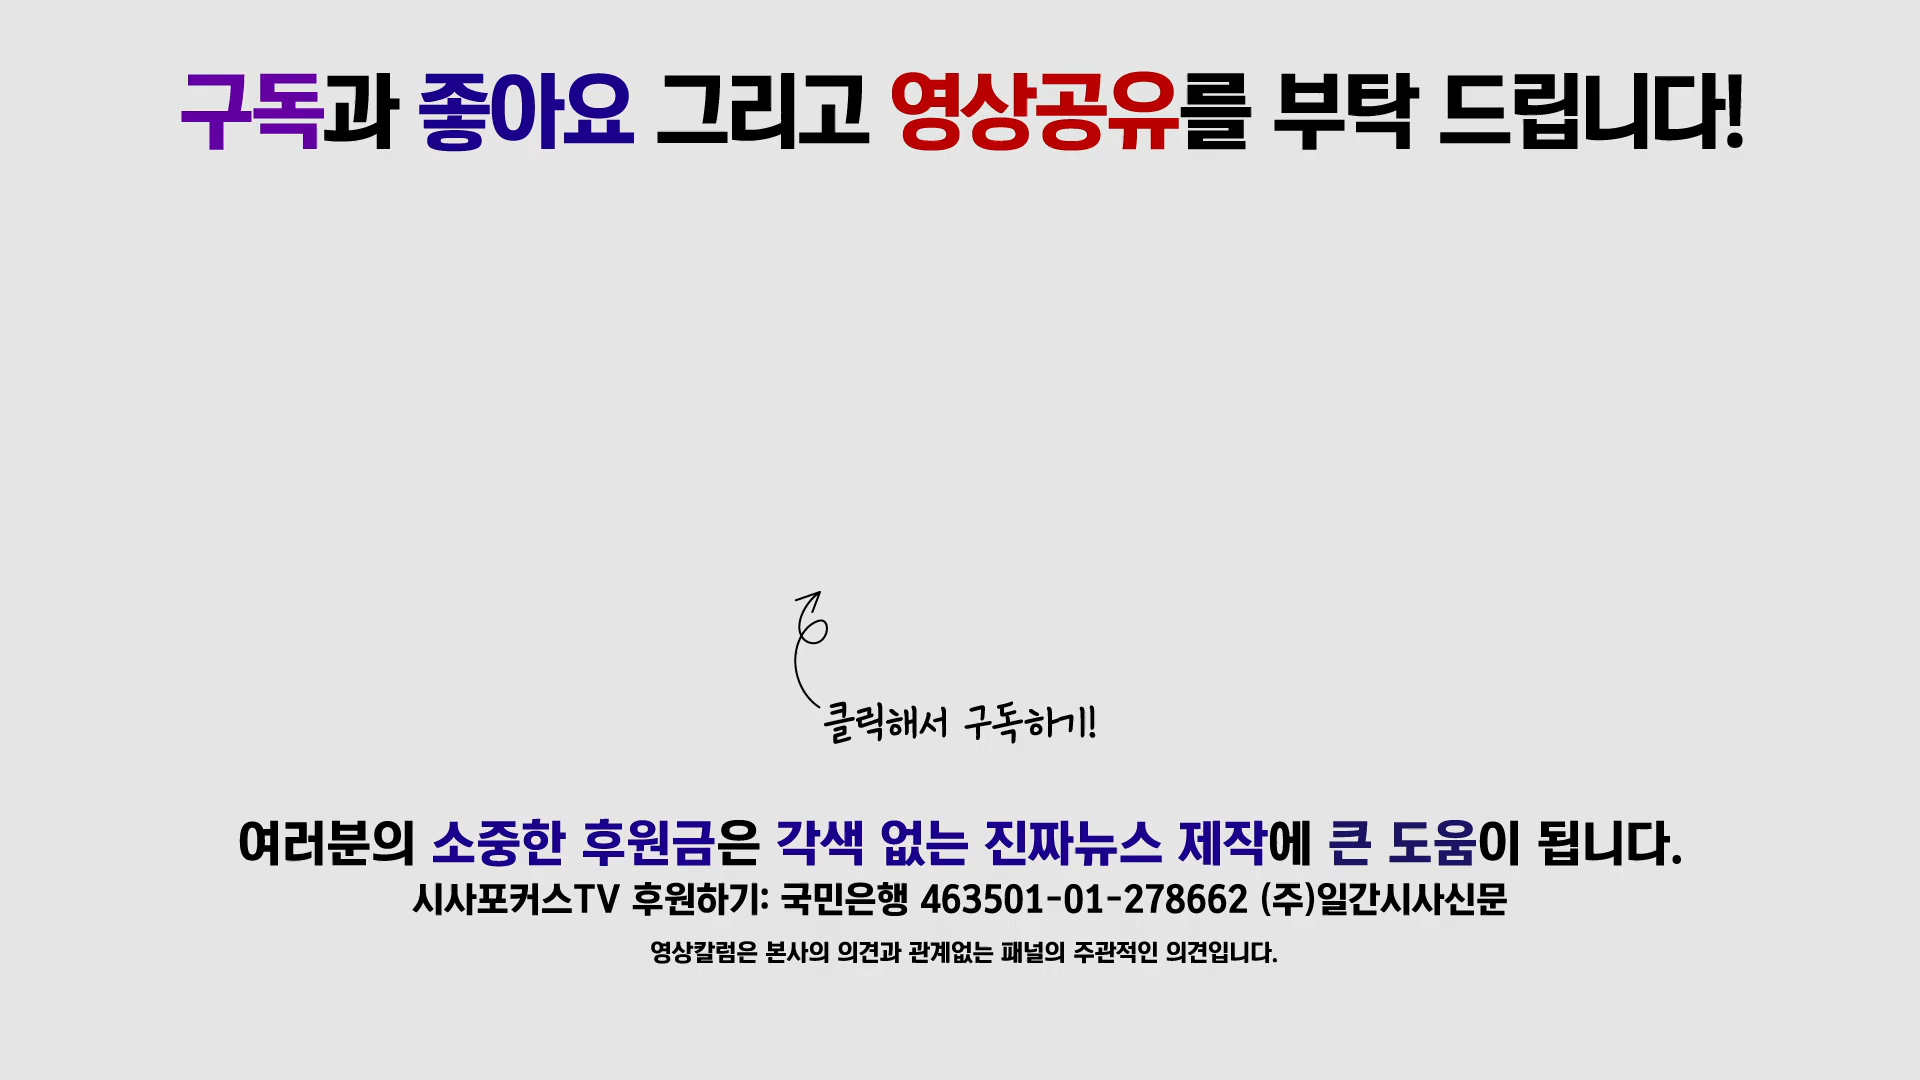 구독과 좋아요 그리고 영상공유를 부탁 드립니다!
클릭해서 구독하기!
여러분의 소중한 후원금은 각색 없는 진짜뉴스 제작에 큰 도움이 됩니다.
시사포커스TV 후원하기: 국민은행 463501-01-278662 (주)일간시사신문
영상칼럼은 본사의 의견과 관계없는 패널의 주관적인 의견입니다.